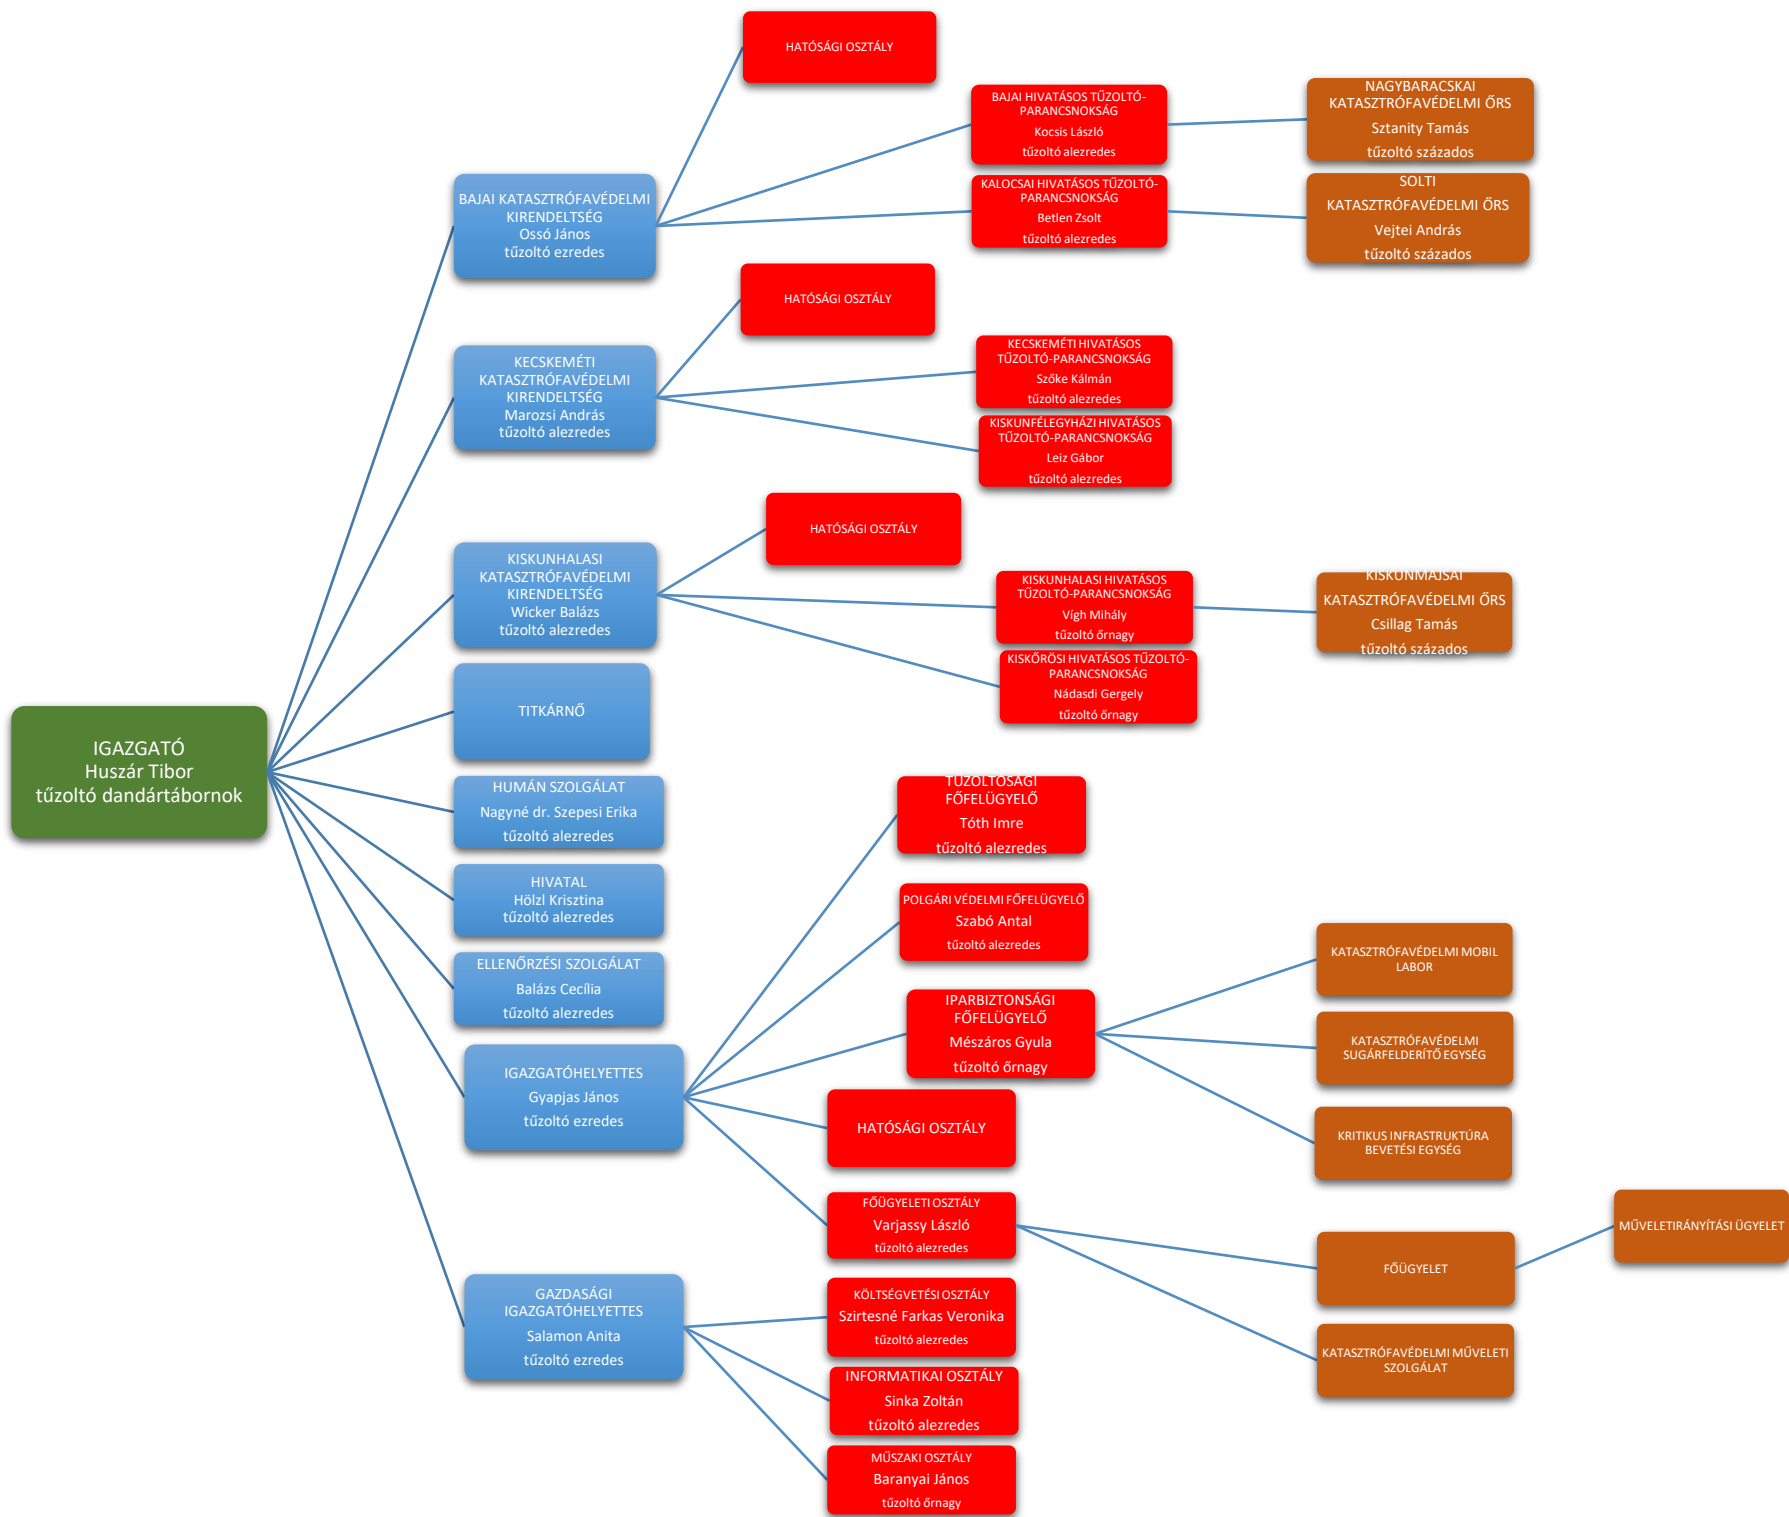 HATÓSÁGI OSZTÁLY
BAJAI HIVATÁSOS TŰZOLTÓ-
PARANCSNOKSÁG
Kocsis László
tűzoltó alezredes
NAGYBARACSKAI
KATASZTRÓFAVÉDELMI ŐRS
Sztanity Tamás
tűzoltó százados
BAJAI KATASZTRÓFAVÉDELMI
KIRENDELTSÉG
Ossó János
tűzoltó ezredes
KALOCSAI HIVATÁSOS TŰZOLTÓ-
PARANCSNOKSÁG
Betlen Zsolt
tűzoltó alezredes
SOLTI
KATASZTRÓFAVÉDELMI ŐRS
Vejtei András
tűzoltó százados
HATÓSÁGI OSZTÁLY
KECSKEMÉTI
KATASZTRÓFAVÉDELMI
KIRENDELTSÉG
Marozsi András
tűzoltó alezredes
KECSKEMÉTI HIVATÁSOS
TŰZOLTÓ-PARANCSNOKSÁG
Szőke Kálmán
tűzoltó alezredes
KISKUNFÉLEGYHÁZI HIVATÁSOS
TŰZOLTÓ-PARANCSNOKSÁG
Leiz Gábor
tűzoltó alezredes
HATÓSÁGI OSZTÁLY
KISKUNHALASI
KATASZTRÓFAVÉDELMI
KIRENDELTSÉG
Wicker Balázs
tűzoltó alezredes
KISKUNHALASI HIVATÁSOS
TŰZOLTÓ-PARANCSNOKSÁG
Vígh Mihály
tűzoltó őrnagy
KISKUNMAJSAI
KATASZTRÓFAVÉDELMI ŐRS
Csillag Tamás
tűzoltó százados
KISKŐRÖSI HIVATÁSOS TŰZOLTÓ-
PARANCSNOKSÁG
Nádasdi Gergely
tűzoltó őrnagy
TITKÁRNŐ
IGAZGATÓ
Huszár Tibor
tűzoltó dandártábornok
HUMÁN SZOLGÁLAT
Nagyné dr. Szepesi Erika
tűzoltó alezredes
HIVATAL
Hölzl Krisztina
tűzoltó alezredes
ELLENŐRZÉSI SZOLGÁLAT
Balázs Cecília
tűzoltó alezredes
IGAZGATÓHELYETTES
Gyapjas János
tűzoltó ezredes
TŰZOLTÓSÁGI
FŐFELÜGYELŐ
Tóth Imre
tűzoltó alezredes
POLGÁRI VÉDELMI FŐFELÜGYELŐ
Szabó Antal
tűzoltó alezredes
IPARBIZTONSÁGI
FŐFELÜGYELŐ
Mészáros Gyula
tűzoltó őrnagy
KATASZTRÓFAVÉDELMI MOBIL
LABOR
KATASZTRÓFAVÉDELMI
SUGÁRFELDERÍTŐ EGYSÉG
KRITIKUS INFRASTRUKTÚRA
BEVETÉSI EGYSÉG
HATÓSÁGI OSZTÁLY
FŐÜGYELETI OSZTÁLY
Varjassy László
tűzoltó alezredes
FŐÜGYELET
MŰVELETIRÁNYÍTÁSI ÜGYELET
KATASZTRÓFAVÉDELMI MŰVELETI
SZOLGÁLAT
GAZDASÁGI
IGAZGATÓHELYETTES
Salamon Anita
tűzoltó ezredes
KÖLTSÉGVETÉSI OSZTÁLY
Szirtesné Farkas Veronika
tűzoltó alezredes
INFORMATIKAI OSZTÁLY
Sinka Zoltán
tűzoltó alezredes
MŰSZAKI OSZTÁLY
Baranyai János
tűzoltó őrnagy